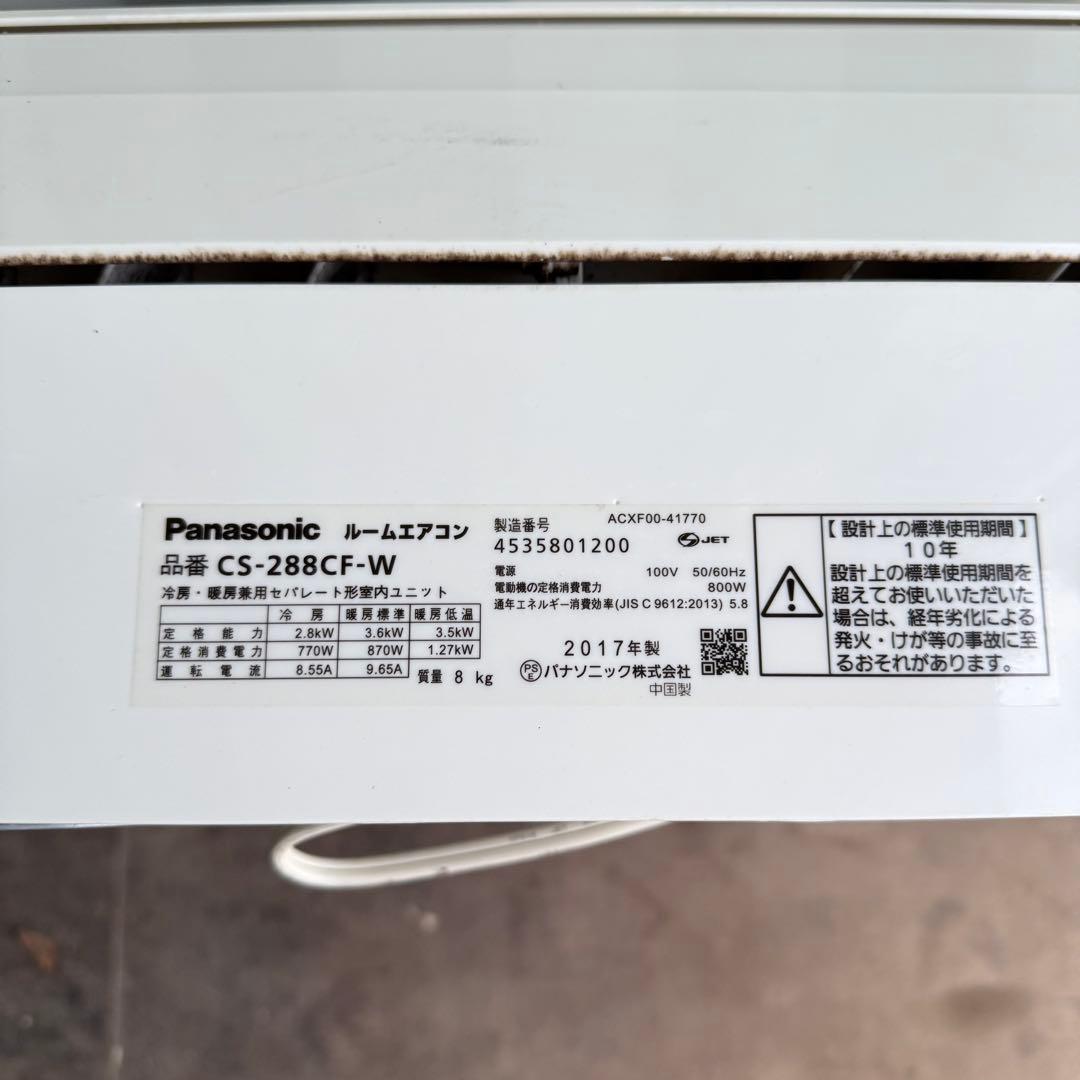 Panasonic ルームエアコン
品番 CS-288CF-W
冷房・暖房兼用セパレート形室内ユニット
冷房 暖房標準 暖房低温
定格能力 2.8kW 3.6kW 3.5kW
定格消費電力 770W 870W 1.27kW
運転電流 8.55A 9.65A
質量 8 kg
製造番号 ACXF00-41770
4535801200 JET
電源 100V 50/60Hz
電動機の定格消費電力 800W
通年エネルギー消費効率(JIS C 9612:2013) 5.8
2017年製
PSE パナソニック株式会社
中国製
【設計上の標準使用期間】
10年
設計上の標準使用期間を
超えてお使いいただいた
場合は、経年劣化による
発火・けが等の事故に至
るおそれがあります。